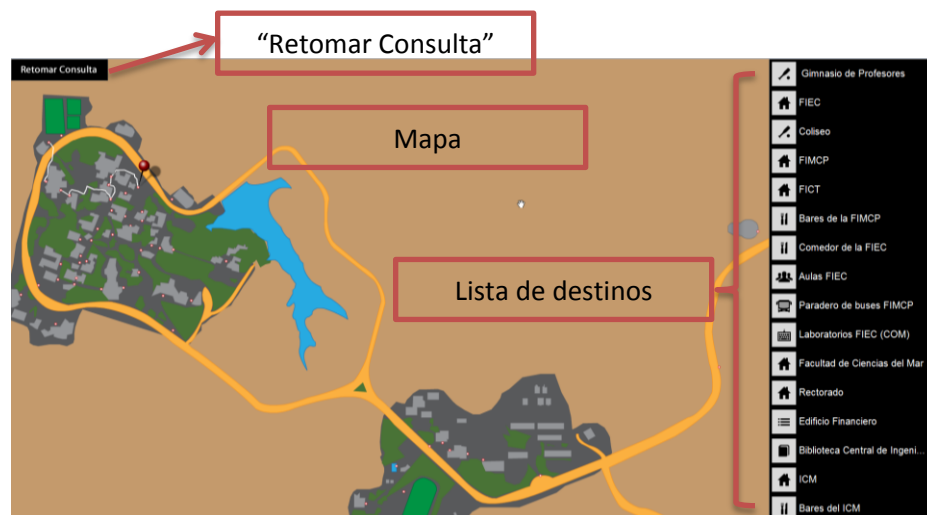 “Retomar Consulta”
Retomar Consulta
Mapa
Lista de destinos
Gimnasio de Profesores
FIEC
Coliseo
FIMCP
FICT
Bares de la FIMCP
Comedor de la FIEC
Aulas FIEC
Paradero de buses FIMCP
Laboratorios FIEC (COM)
Facultad de Ciencias del Mar
Rectorado
Edificio Financiero
Biblioteca Central de Ingeni...
ICM
Bares del ICM